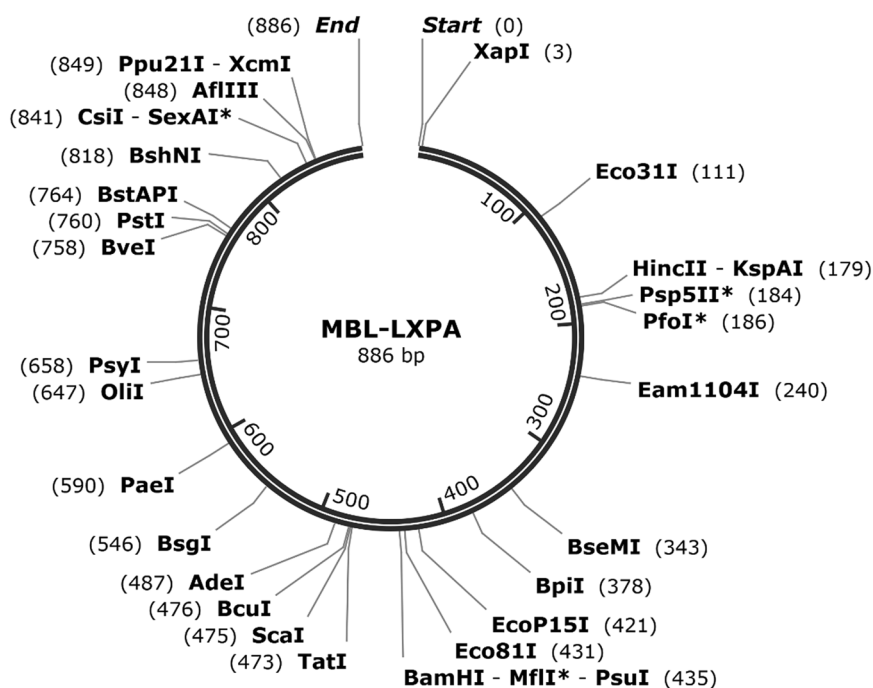 (886) End
Start (0)
XapI (3)
(849) Ppu21I - XcmI
(848) AflIII
(841) CsiI - SexAI*
(818) BshNI
(764) BstAPI
(760) PstI
(758) BveI
Eco31I (111)
HincII - KspAI (179)
Psp5II* (184)
PfoI* (186)
Eam1104I (240)
100
200
300
400
500
600
700
800
MBL-LXPA
886 bp
(658) PsyI
(647) OliI
(590) PaeI
(546) BsgI
(487) AdeI
(476) BcuI
(475) ScaI
(473) TatI
BseMI (343)
BpiI (378)
EcoP15I (421)
Eco81I (431)
BamHI - MflI* - PsuI (435)